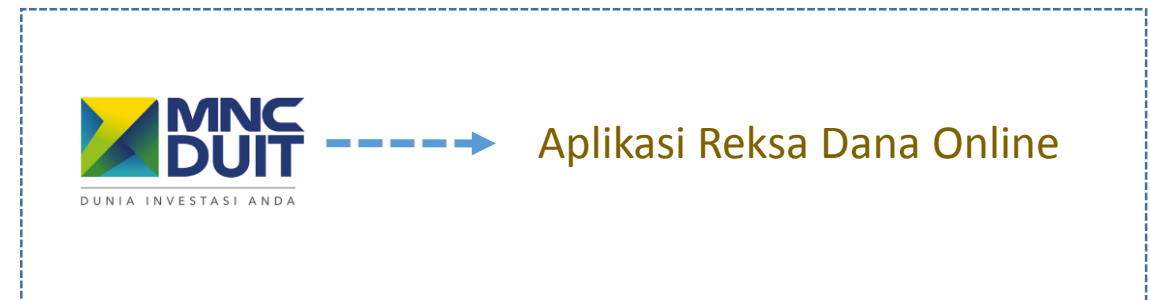 MNC
DUIT
DUNIA INVESTASI ANDA
Aplikasi Reksa Dana Online